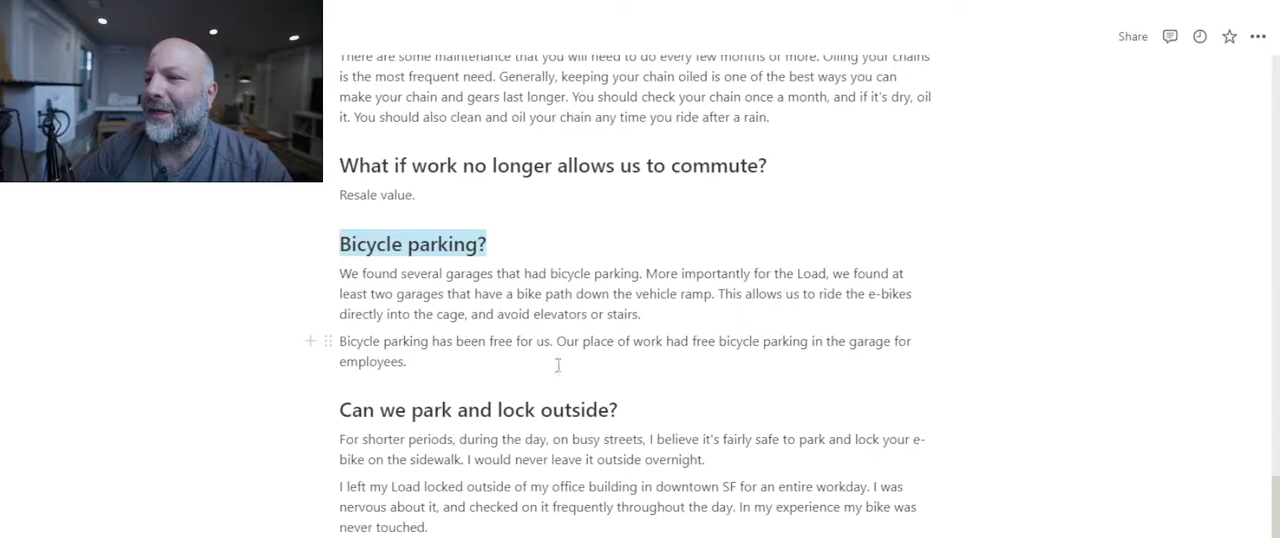 Share
There are some maintenance that you will need to do every few months or more. Oiling your chains
is the most frequent need. Generally, keeping your chain oiled is one of the best ways you can
make your chain and gears last longer. You should check your chain once a month, and if it's dry, oil
it. You should also clean and oil your chain any time you ride after a rain.
What if work no longer allows us to commute?
Resale value.
Bicycle parking?
We found several garages that had bicycle parking. More importantly for the Load, we found at
least two garages that have a bike path down the vehicle ramp. This allows us to ride the e-bikes
directly into the cage, and avoid elevators or stairs.
Bicycle parking has been free for us. Our place of work had free bicycle parking in the garage for
employees.
Can we park and lock outside?
For shorter periods, during the day, on busy streets, I believe it's fairly safe to park and lock your e-
bike on the sidewalk. I would never leave it outside overnight.
I left my Load locked outside of my office building in downtown SF for an entire workday. I was
nervous about it, and checked on it frequently throughout the day. In my experience my bike was
never touched.